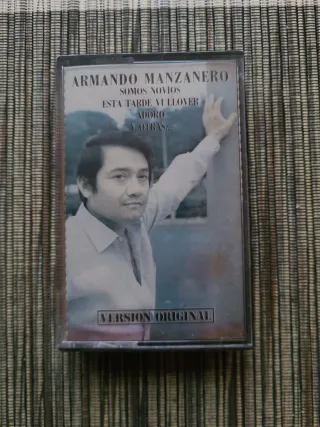 ARMANDO MANZANERO
SOMOS NOVIOS
ESTA TARDE VI LLOVER
ADORO
Y OTRAS...
VERSION ORIGINAL